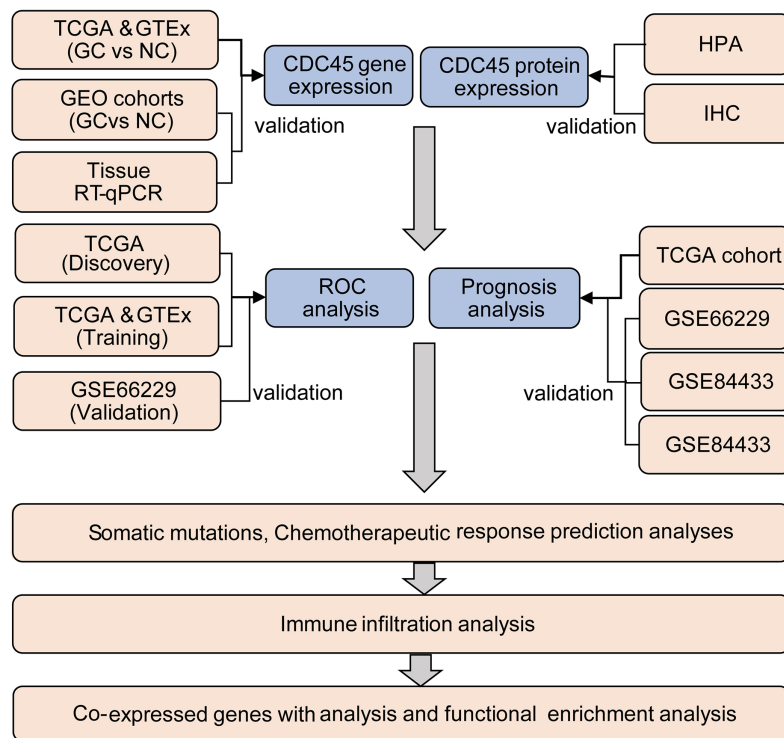 TCGA &GTEx
(GC vs NC)
GEO cohorts
(GCvs NC)
Tissue
RT-qPCR
validation
CDC45 gene
expression
CDC45 protein
expression
validation
HPA
IHC
TCGA
(Discovery)
TCGA &GTEx
(Training)
GSE66229
(Validation)
validation
ROC
analysis
Prognosis
analysis
validation
TCGA cohort
GSE66229
GSE84433
GSE84433
Somatic mutations, Chemotherapeutic response prediction analyses
Immune infiltration analysis
Co-expressed genes with analysis and functional enrichment analysis